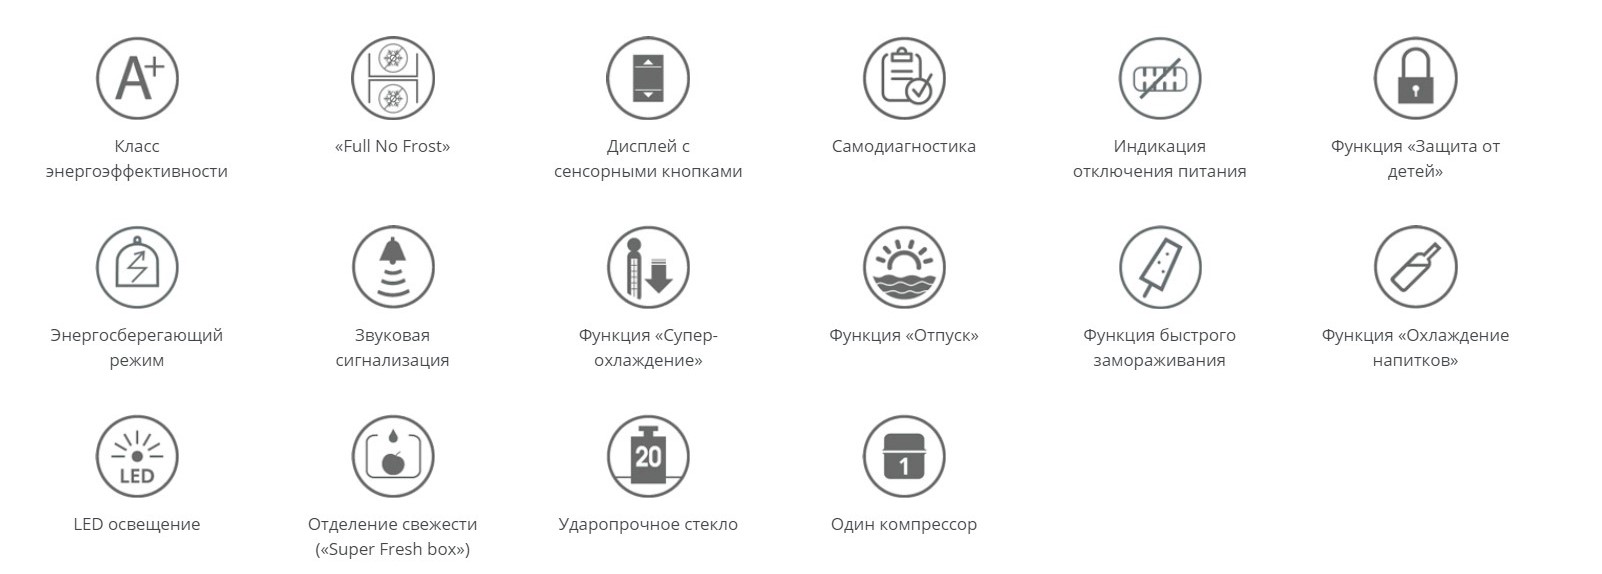 A+
Класс
энергоэффективности
«Full No Frost»
Дисплей с
сенсорными кнопками
Самодиагностика
Индикация
отключения питания
Функция «Защита от
детей»
Энергосберегающий
режим
Звуковая
сигнализация
Функция «Супер-
охлаждение»
Функция «Отпуск»
Функция быстрого
замораживания
Функция «Охлаждение
напитков»
LED
LED освещение
Отделение свежести
(«Super Fresh box»)
20
Ударопрочное стекло
1
Один компрессор